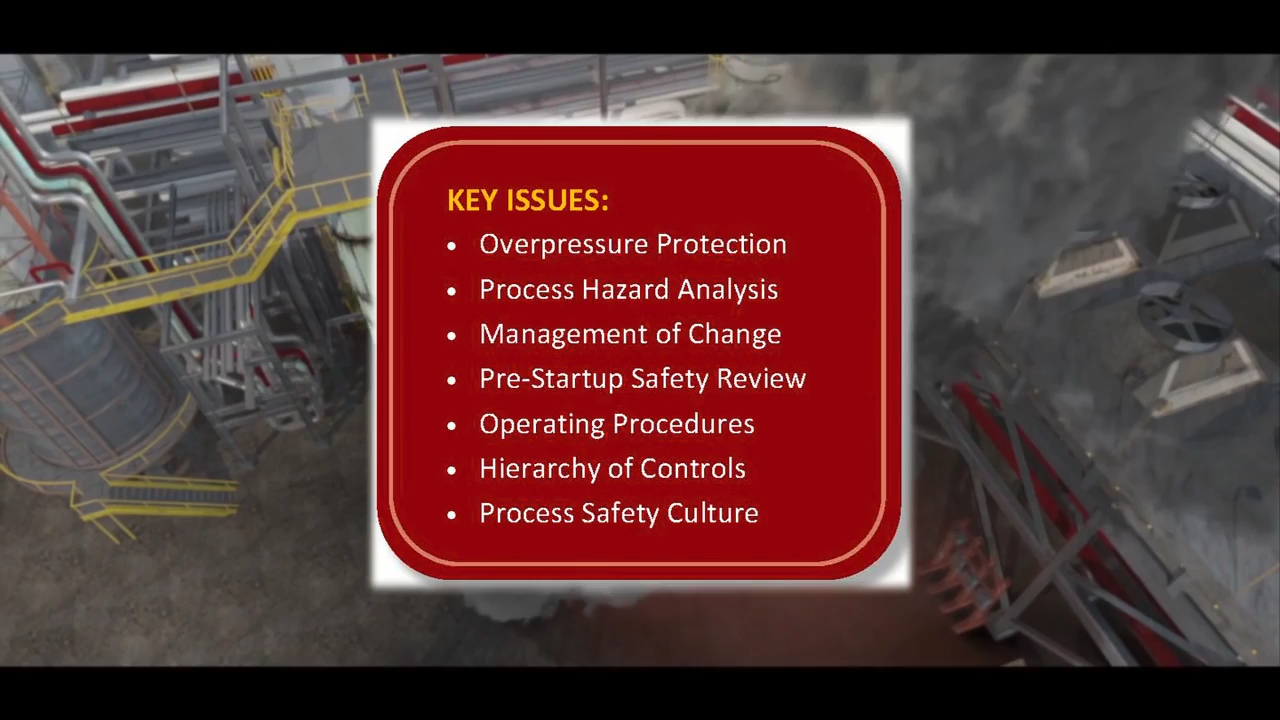 KEY ISSUES:
• Overpressure Protection
• Process Hazard Analysis
• Management of Change
• Pre-Startup Safety Review
• Operating Procedures
• Hierarchy of Controls
• Process Safety Culture